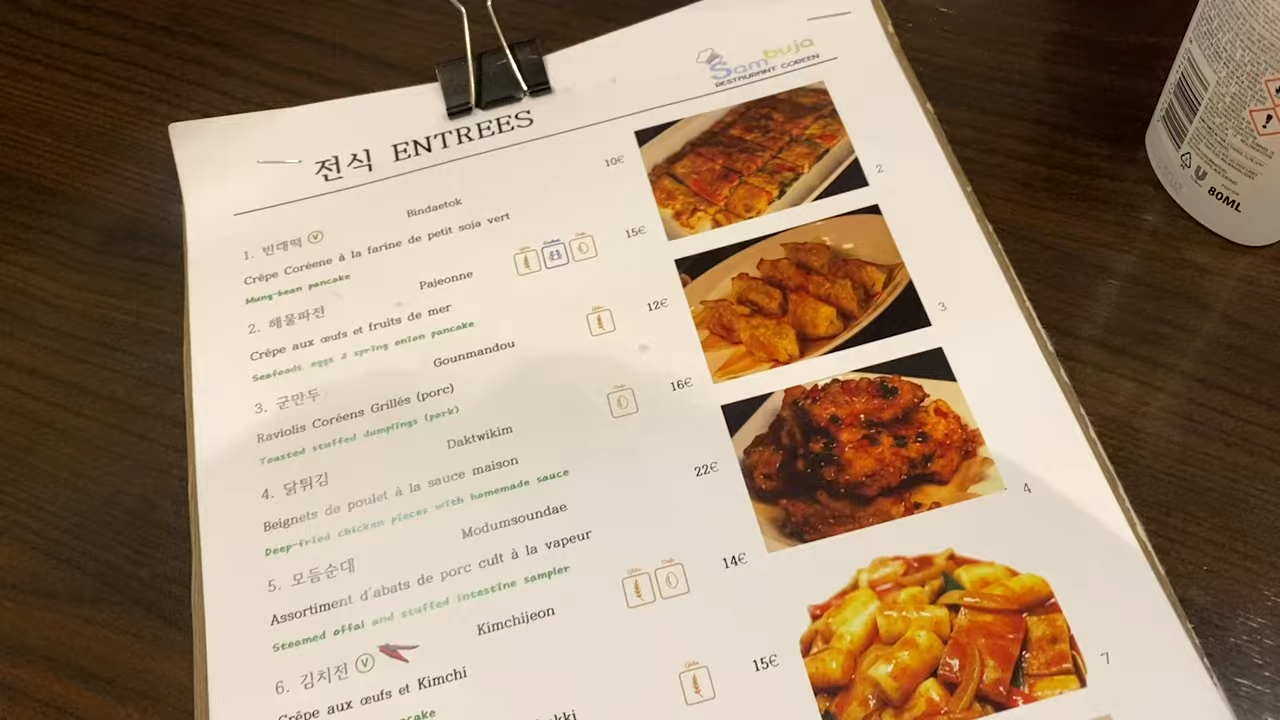 Sambuja
RESTAURANT COREEN
전식 ENTREES
1. 빈대떡 V Bindaetok 10€
Crêpe Coréene à la farine de petit soja vert
Mung-bean pancake
2. 해물파전 Pajeonne 15€
Crêpe aux œufs et fruits de mer
Seafoods, eggs & spring onion pancake
3. 군만두 Gounmandou 12€
Raviolis Coréens Grillés (porc)
Toasted stuffed dumplings (pork)
4. 닭튀김 Daktwikim 16€
Beignets de poulet à la sauce maison
Deep-fried chicken pieces with homemade sauce
5. 모듬순대 Modumsoundae 22€
Assortiment d'abats de porc cuit à la vapeur
Steamed offal and stuffed intestine sampler
6. 김치전 V Kimchijeon 14€
Crêpe aux œufs et Kimchi
15€
2
3
4
7
80ML